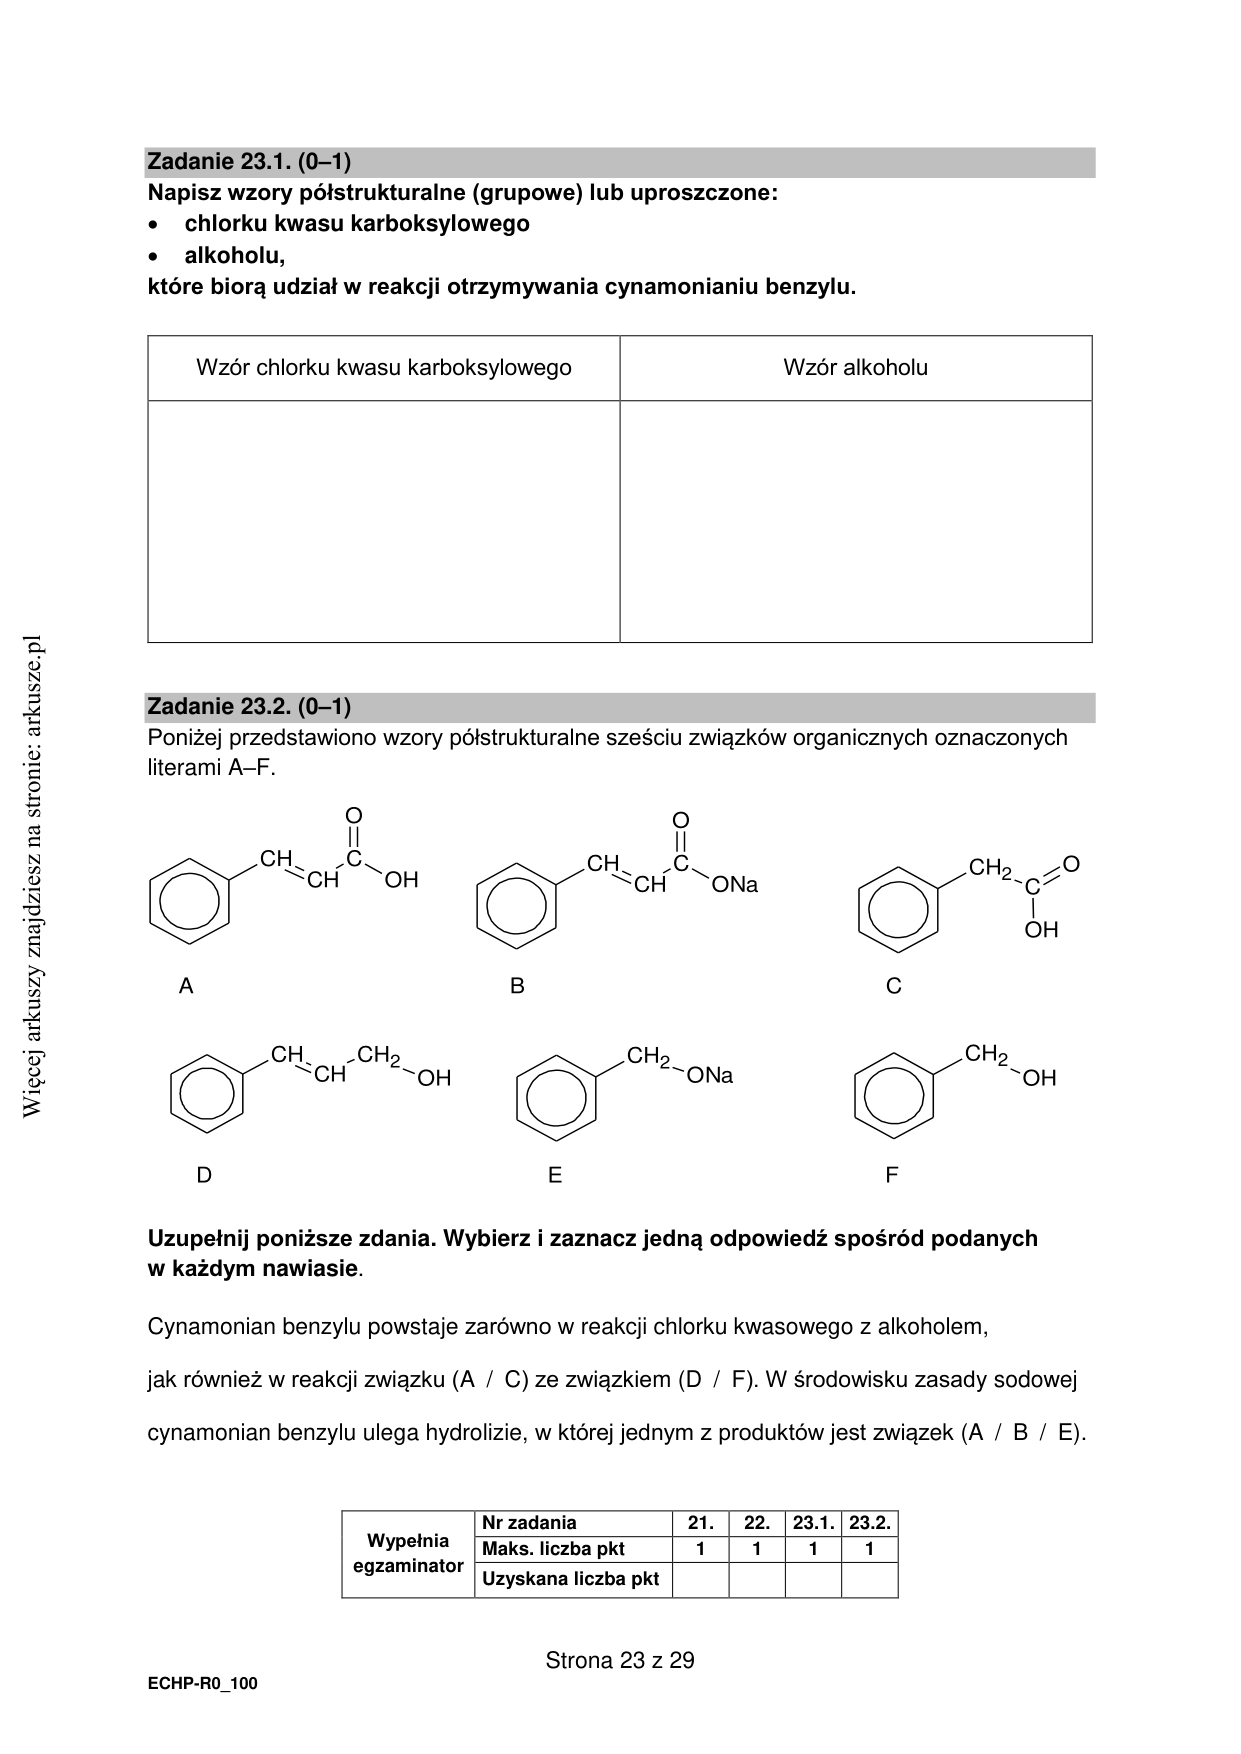 Zadanie 23.1. (0–1)
Napisz wzory półstrukturalne (grupowe) lub uproszczone:
• chlorku kwasu karboksylowego
• alkoholu,
które biorą udział w reakcji otrzymywania cynamonianiu benzylu.
Wzór chlorku kwasu karboksylowego
Wzór alkoholu
Zadanie 23.2. (0–1)
Poniżej przedstawiono wzory półstrukturalne sześciu związków organicznych oznaczonych
literami A–F.
O
CH
CH
C
OH
A
O
CH
CH
C
ONa
B
CH2
C
O
OH
C
CH
CH
CH2
OH
D
CH2
ONa
E
CH2
OH
F
Uzupełnij poniższe zdania. Wybierz i zaznacz jedną odpowiedź spośród podanych
w każdym nawiasie.
Cynamonian benzylu powstaje zarówno w reakcji chlorku kwasowego z alkoholem,
jak również w reakcji związku (A / C) ze związkiem (D / F). W środowisku zasady sodowej
cynamonian benzylu ulega hydrolizie, w której jednym z produktów jest związek (A / B / E).
Wypełnia
egzaminator
Nr zadania 21. 22. 23.1. 23.2.
Maks. liczba pkt 1 1 1 1
Uzyskana liczba pkt
Strona 23 z 29
ECHP-R0_100
Więcej arkuszy znajdziesz na stronie: arkusze.pl